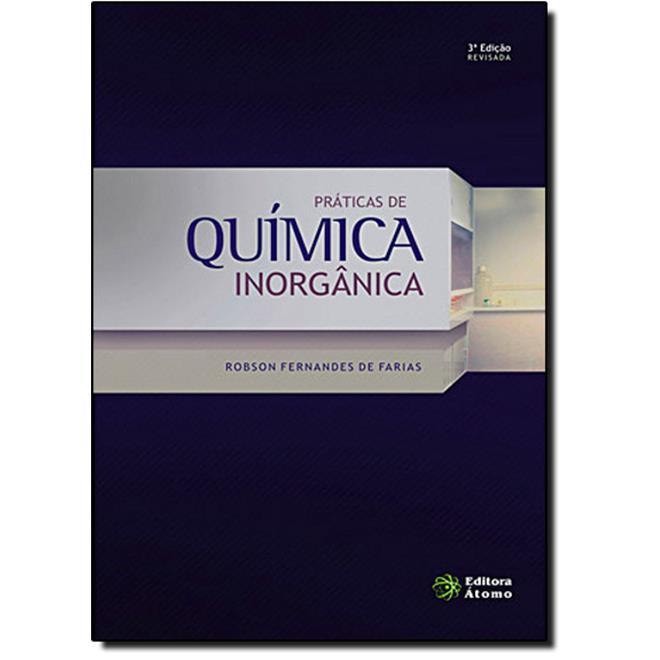 3ª Edição
REVISADA
PRÁTICAS DE
QUÍMICA
INORGÂNICA
ROBSON FERNANDES DE FARIAS
Editora
Átomo